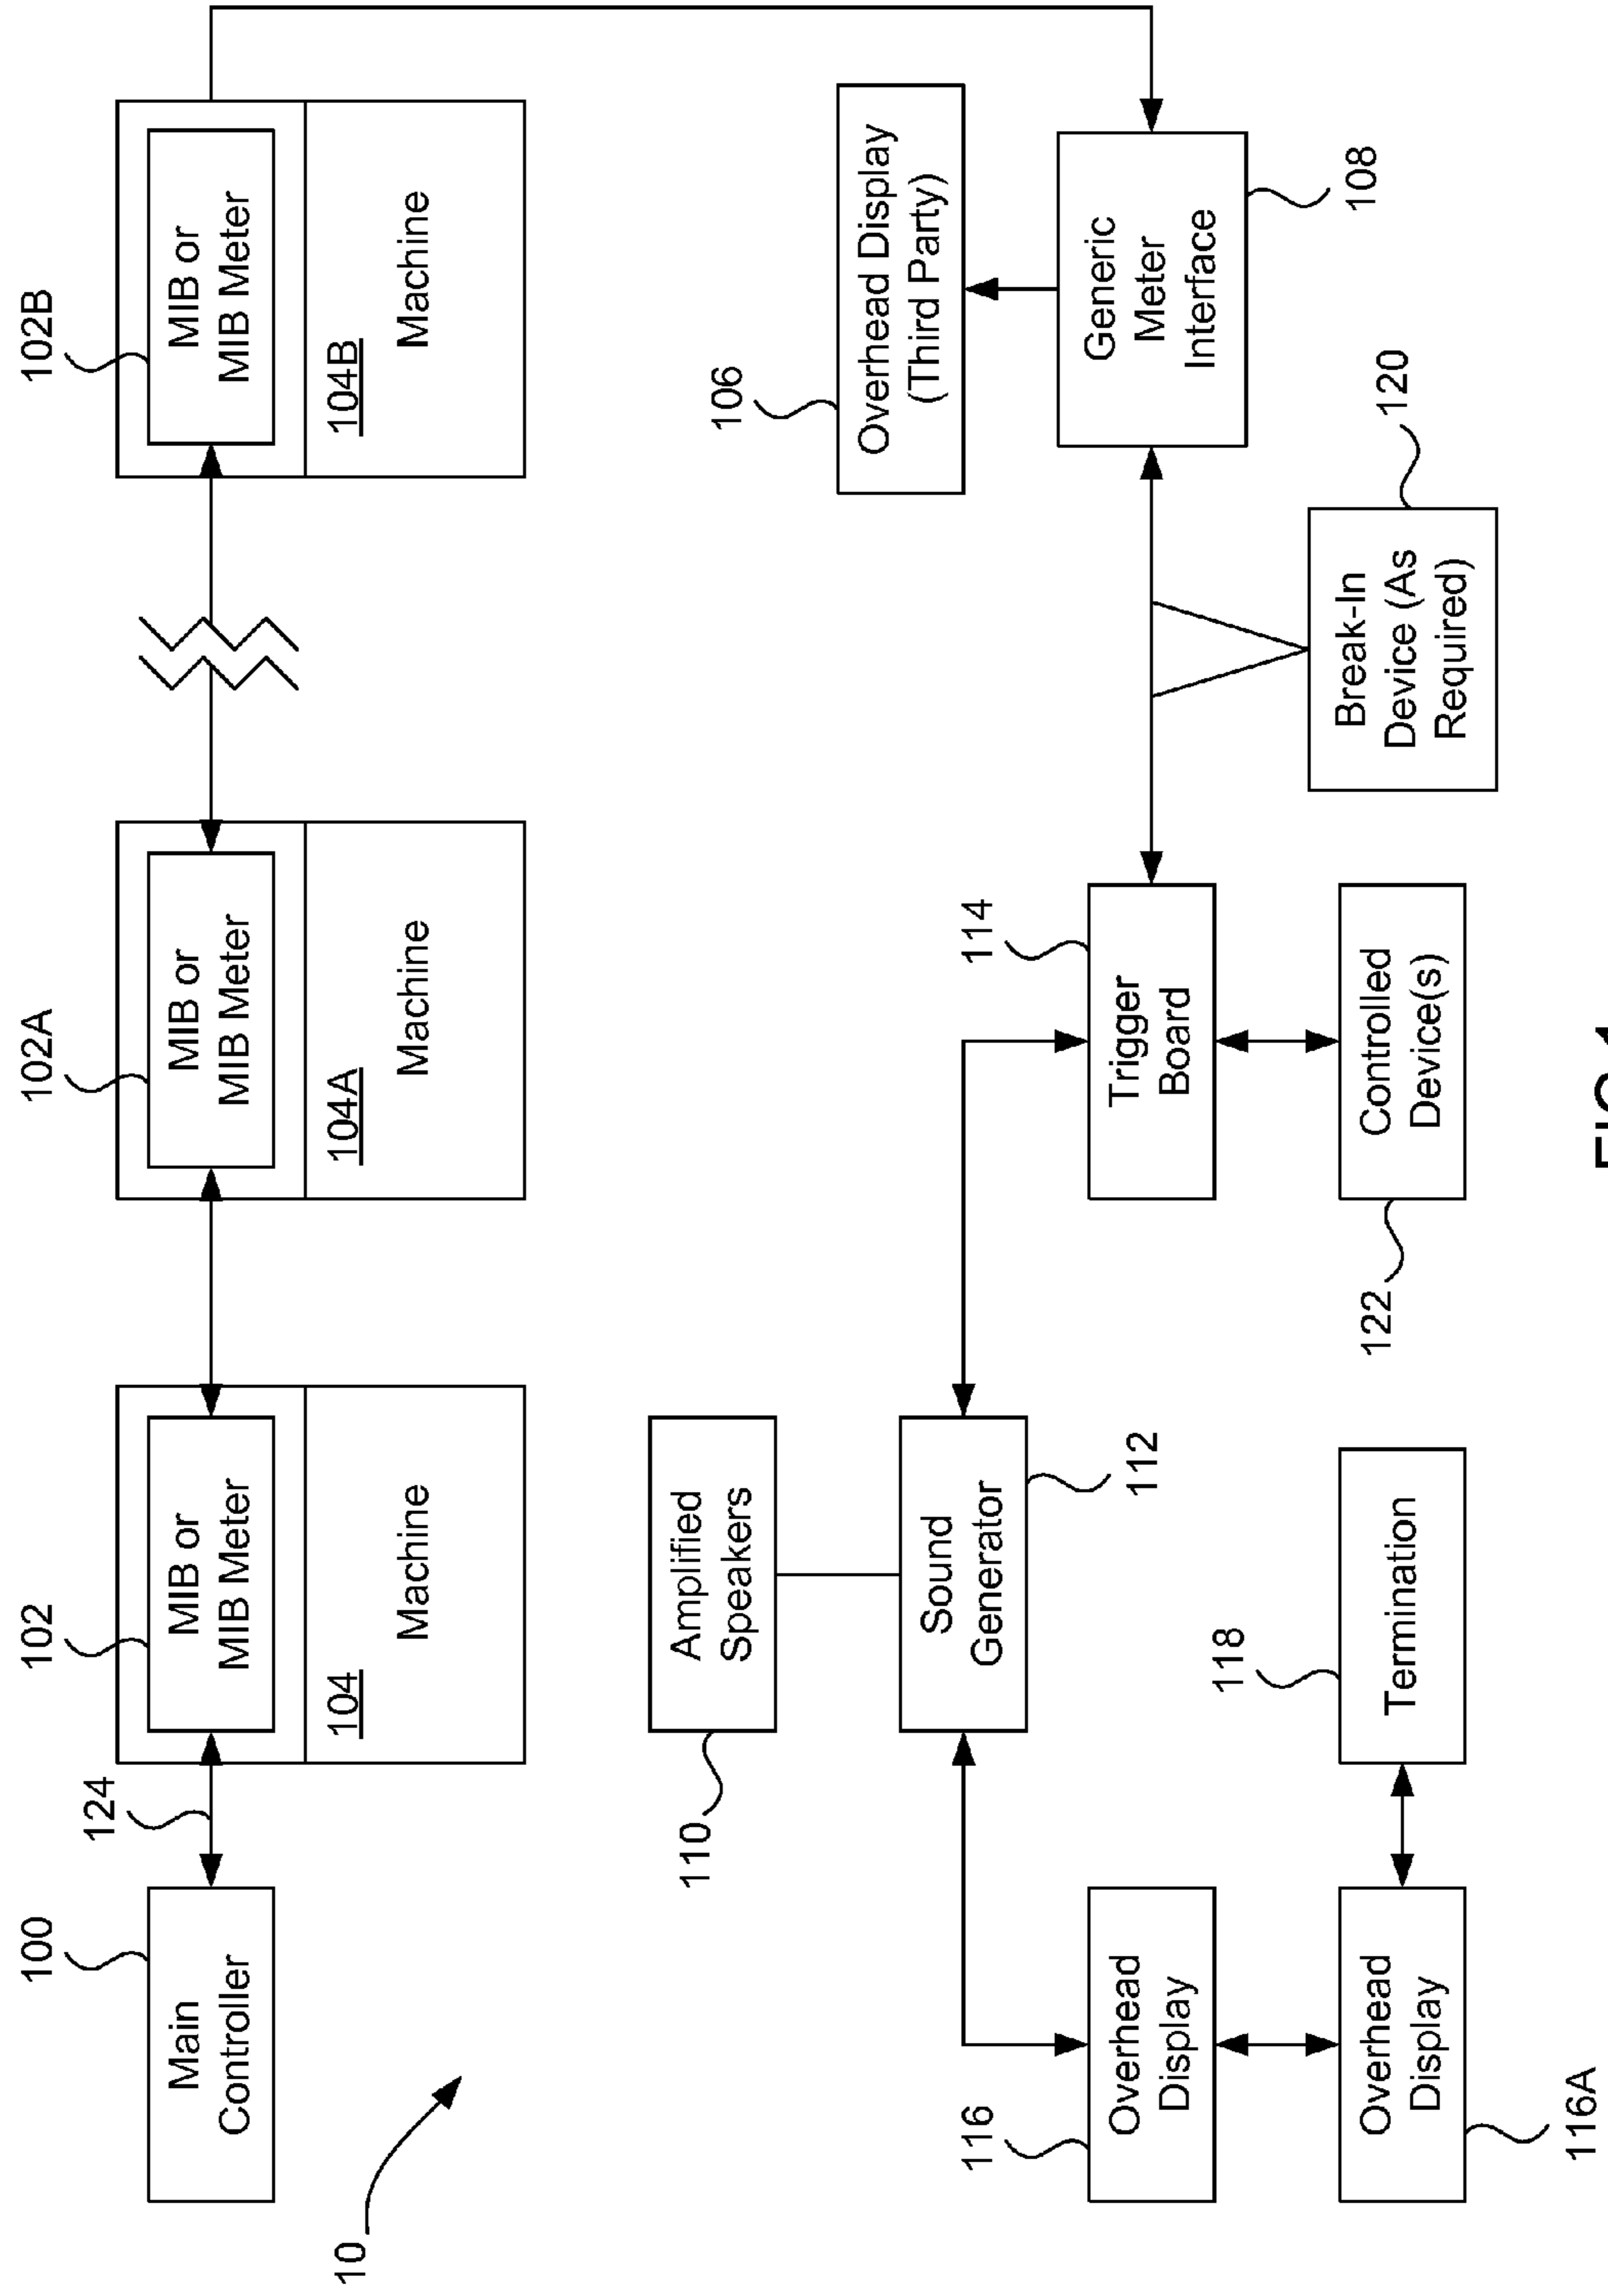 10
100
Main
Controller
124
102
MIB or
MIB Meter
104
Machine
102A
MIB or
MIB Meter
104A
Machine
102B
MIB or
MIB Meter
104B
Machine
106
Overhead Display
(Third Party)
Generic
Meter
Interface
108
120
Break-In
Device (As
Required)
114
Trigger
Board
Controlled
Device(s)
122
110
Amplified
Speakers
Sound
Generator
112
116
Overhead
Display
Overhead
Display
116A
118
Termination